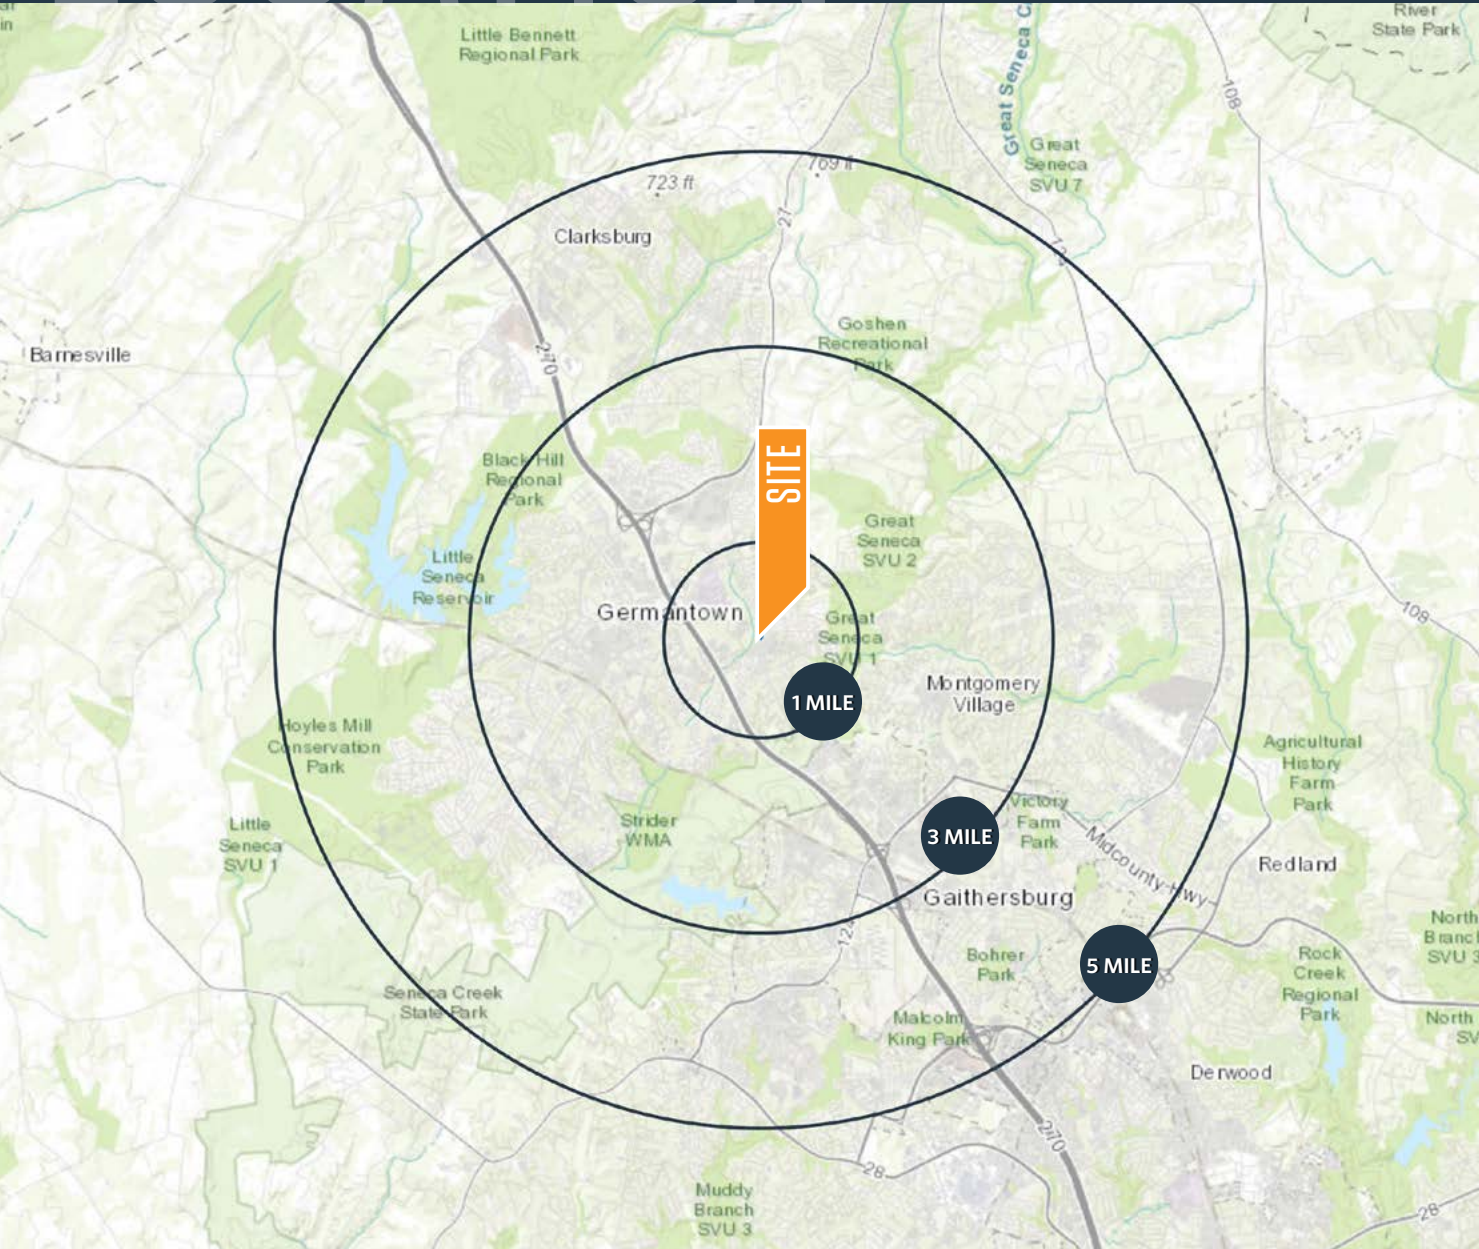 Little Bennett
Regional Park
River
State Park
Great Seneca C
108
Great
Seneca
SVU 7
769 ft
723 ft
27
Clarksburg
Goshen
Recreational
Park
270
Barnesville
SITE
Black Hill
Regional
Park
Great
Seneca
SVU 2
Little
Seneca
Reservoir
Germantown
Great
Seneca
SVU 1
108
1 MILE
Montgomery
Village
Hoyles Mill
Conservation
Park
Agricultural
History
Farm
Park
Strider
WMA
Victory
Farm
Park
3 MILE
Little
Seneca
SVU 1
Midcounty Hwy
Redland
Gaithersburg
North
Branch
SVU 3
Bohrer
Park
5 MILE
Rock
Creek
Regional
Park
Seneca Creek
State Park
Malcolm
King Park
North
SV
Derwood
270
28
Muddy
Branch
SVU 3
28